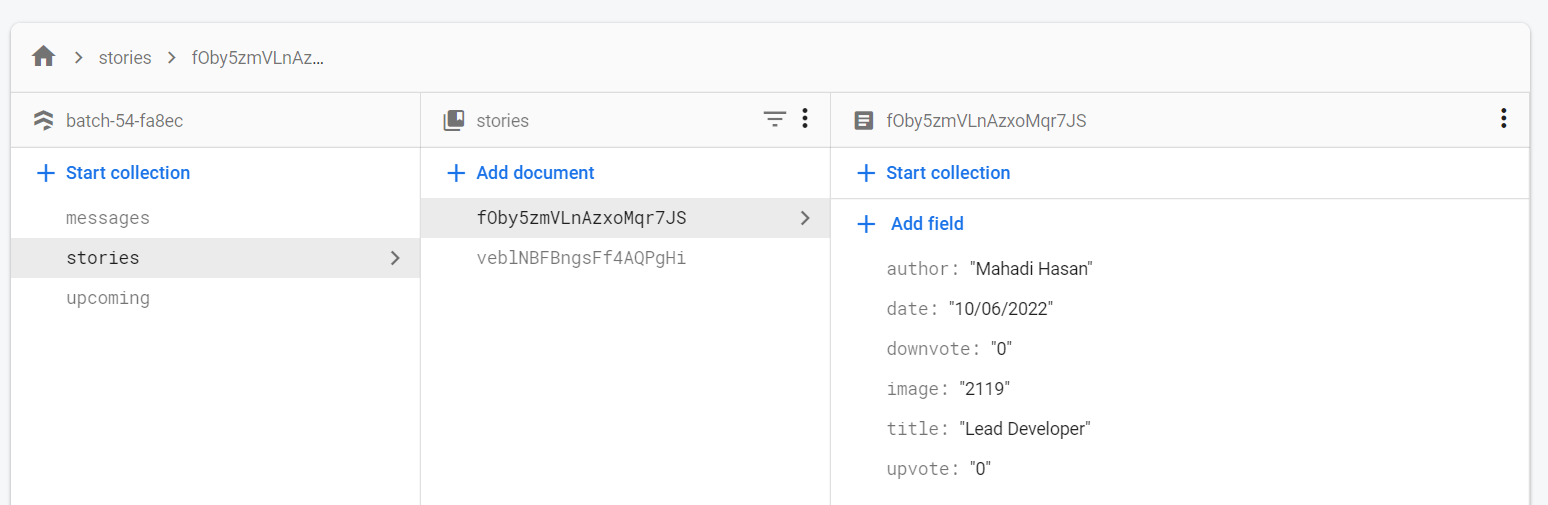 stories fOby5zmVLnAz...
batch-54-fa8ec
Start collection
messages
stories
upcoming
stories
Add document
fOby5zmVLnAzxoMqr7JS
veblNBFBngsFf4AQPgHi
fOby5zmVLnAzxoMqr7JS
Start collection
Add field
author: "Mahadi Hasan"
date: "10/06/2022"
downvote: "0"
image: "2119"
title: "Lead Developer"
upvote: "0"